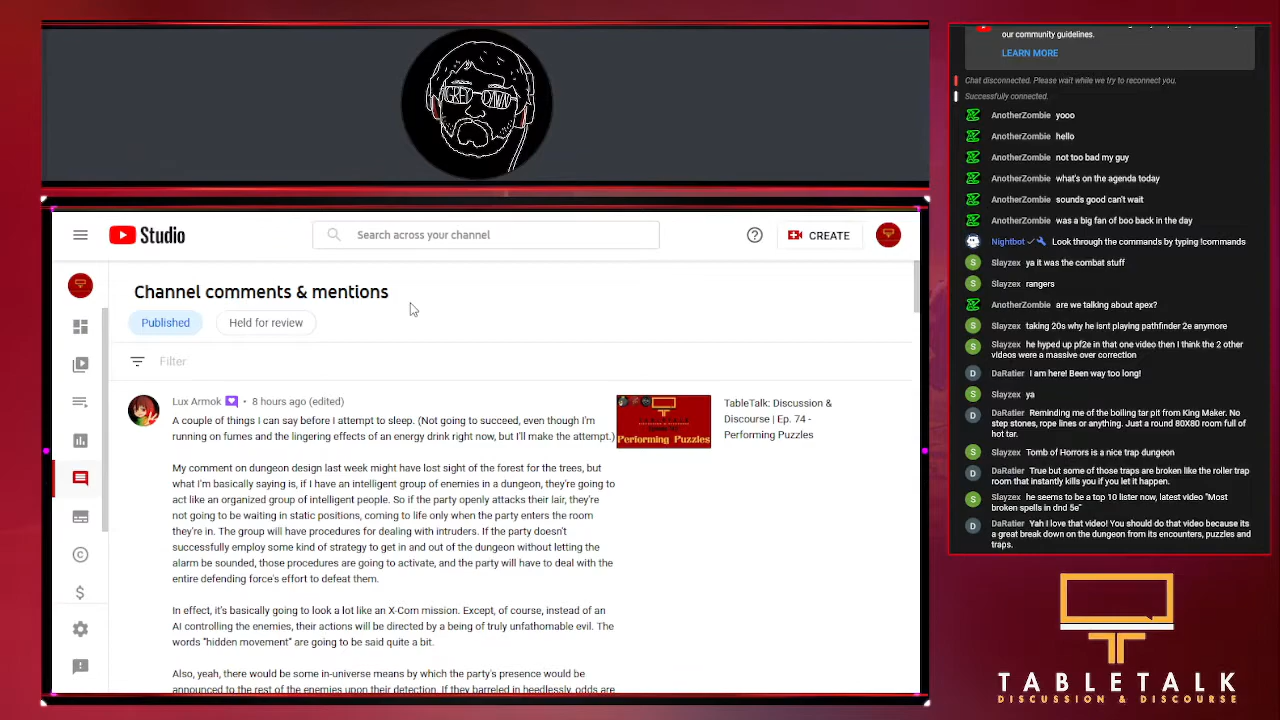 Studio
Search across your channel
CREATE
Channel comments & mentions
Published
Held for review
Filter
Lux Armok • 8 hours ago (edited)
A couple of things I can say before I attempt to sleep. (Not going to succeed, even though I'm
running on fumes and the lingering effects of an energy drink right now, but I'll make the attempt.)
My comment on dungeon design last week might have lost sight of the forest for the trees, but
what I'm basically saying is, if I have an intelligent group of enemies in a dungeon, they're going to
act like an organized group of intelligent people. So if the party openly attacks their lair, they're
not going to be waiting in static positions, coming to life only when the party enters the room
they're in. The group will have procedures for dealing with intruders. If the party doesn't
successfully employ some kind of strategy to get in and out of the dungeon without letting the
alarm be sounded, those procedures are going to activate, and the party will have to deal with the
entire defending force's effort to defeat them.
In effect, it's basically going to look a lot like an X-Com mission. Except, of course, instead of an
AI controlling the enemies, their actions will be directed by a being of truly unfathomable evil. The
words "hidden movement" are going to be said quite a bit.
Also, yeah, there would be some in-universe means by which the party's presence would be
announced to the rest of the enemies upon their detection. If they barreled in heedlessly, odds are
Performing Puzzles
TableTalk: Discussion &
Discourse | Ep. 74 -
Performing Puzzles
our community guidelines.
LEARN MORE
Chat disconnected. Please wait while we try to reconnect you.
Successfully connected.
AnotherZombie yooo
AnotherZombie hello
AnotherZombie not too bad my guy
AnotherZombie what's on the agenda today
AnotherZombie sounds good can't wait
AnotherZombie was a big fan of boo back in the day
Nightbot Look through the commands by typing !commands
Slayzex ya it was the combat stuff
Slayzex rangers
AnotherZombie are we talking about apex?
Slayzex taking 20s why he isnt playing pathfinder 2e anymore
Slayzex he hyped up pf2e in that one video then I think the 2 other
videos were a massive over correction
DaRatier I am here! Been way too long!
Slayzex ya
DaRatier Reminding me of the boiling tar pit from King Maker. No
step stones, rope lines or anything. Just a round 80X80 room full of
hot tar.
Slayzex Tomb of Horrors is a nice trap dungeon
DaRatier True but some of those traps are broken like the roller trap
room that instantly kills you if you let it happen.
Slayzex he seems to be a top 10 lister now, latest video "Most
broken spells in dnd 5e"
DaRatier Yah I love that video! You should do that video because its
a great break down on the dungeon from its encounters, puzzles and
traps.
TABLETALK
DISCUSSION & DISCOURSE